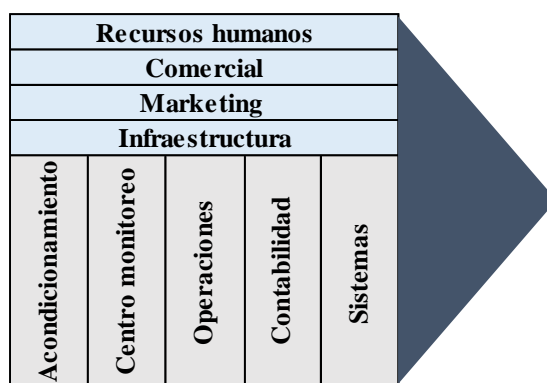 Recursos humanos
Comercial
Marketing
Infraestructura
Acondicionamiento
Centro monitoreo
Operaciones
Contabilidad
Sistemas